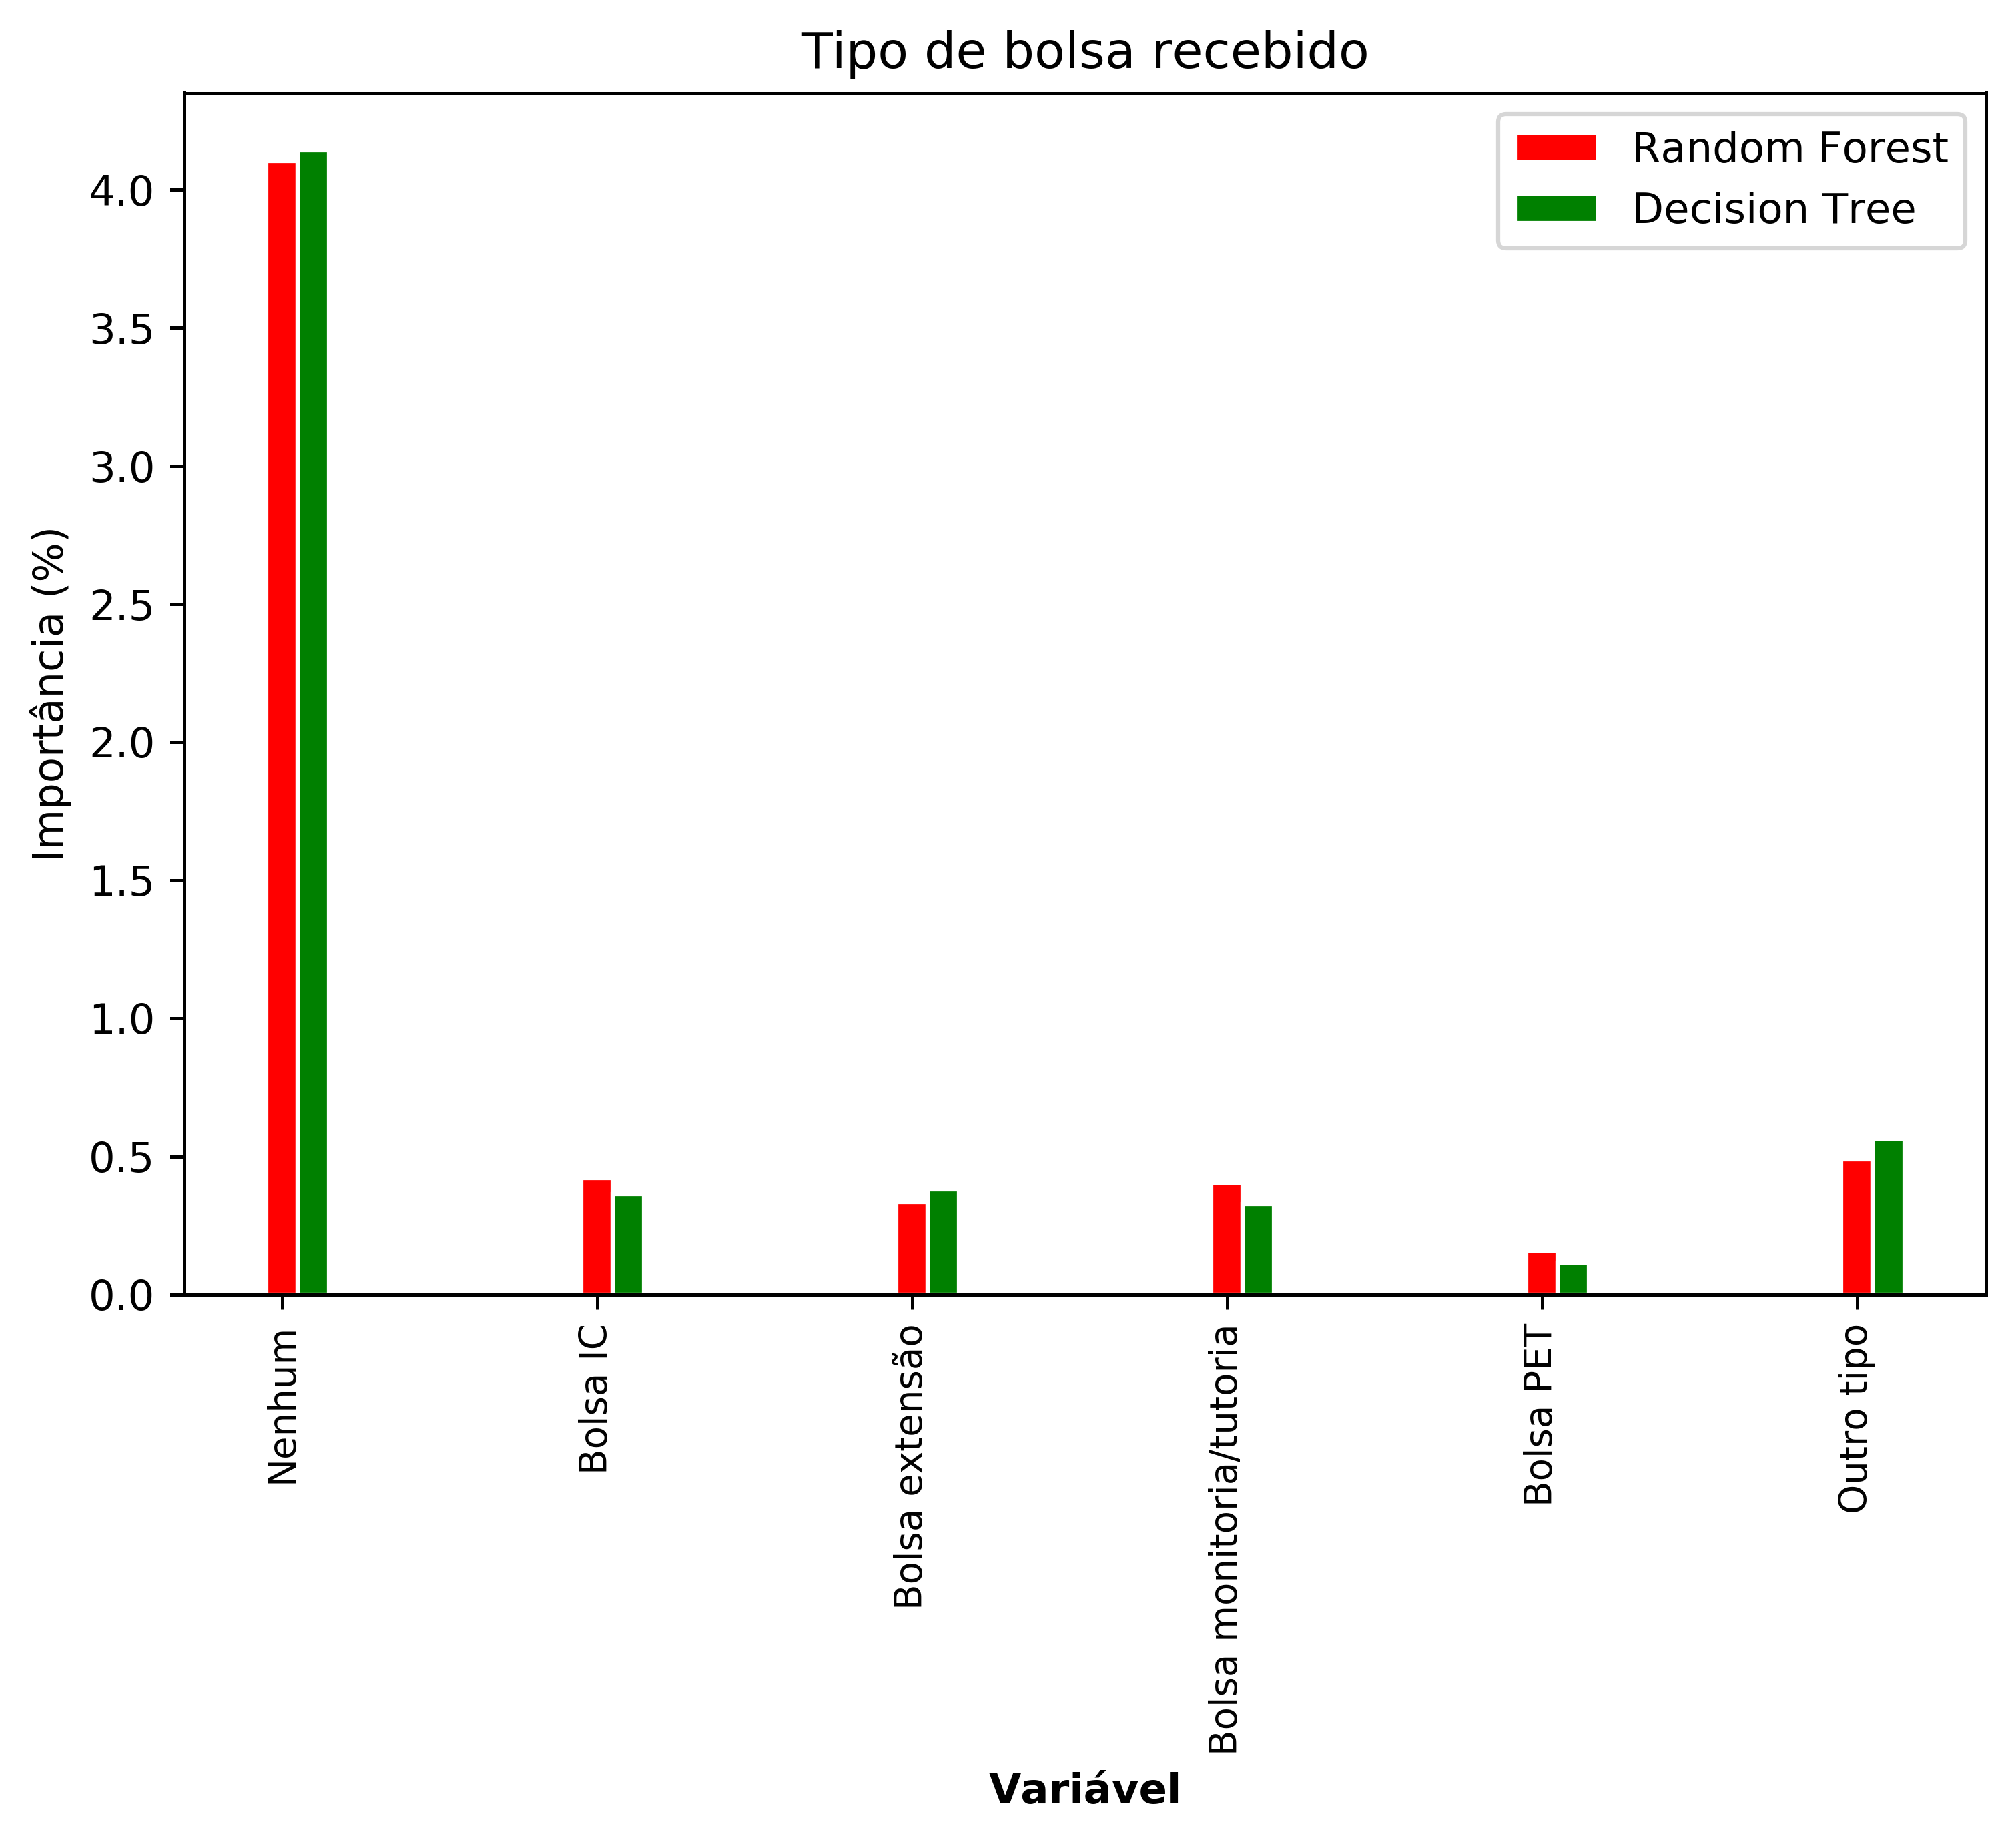 Tipo de bolsa recebido
Random Forest
Decision Tree
Importância (%)
4.0
3.5
3.0
2.5
2.0
1.5
1.0
0.5
0.0
Nenhum
Bolsa IC
Bolsa extensão
Bolsa monitoria/tutoria
Bolsa PET
Outro tipo
Variável